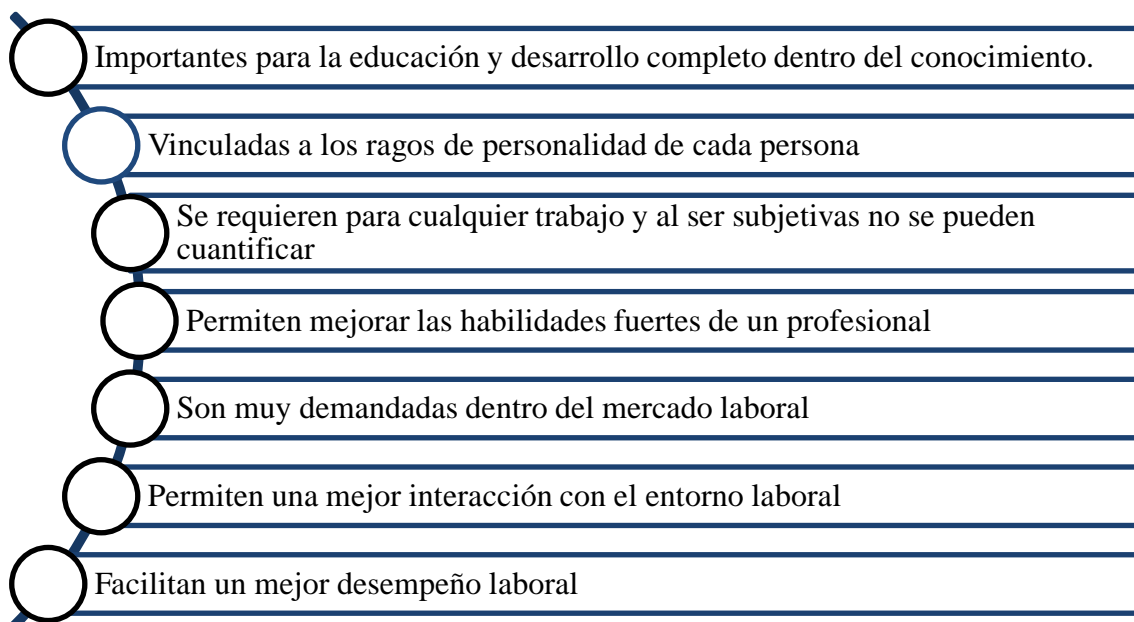 Importantes para la educación y desarrollo completo dentro del conocimiento.
Vinculadas a los ragos de personalidad de cada persona
Se requieren para cualquier trabajo y al ser subjetivas no se pueden
cuantificar
Permiten mejorar las habilidades fuertes de un profesional
Son muy demandadas dentro del mercado laboral
Permiten una mejor interacción con el entorno laboral
Facilitan un mejor desempeño laboral